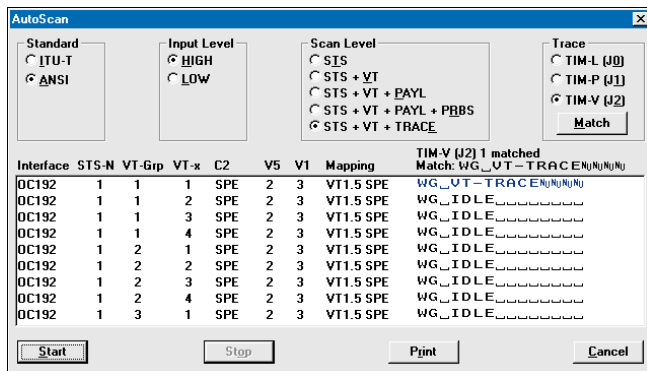 AutoScan
Standard
ITU-T
ANSI
Input Level
HIGH
LOW
Scan Level
SIS
STS + VT
STS + VT + PAYL
STS + VT + PAYL + PRBS
STS + VT + TRACE
Trace
TIM-L (J0)
TIM-P (J1)
TIM-V (J2)
Match
TIM-V (J2) 1 matched
Interface STS-N VT-Grp VT-x C2 V5 V1 Mapping Match: WG␣VT-TRACENUNUNUNU
OC192 1 1 1 SPE 2 3 VT1.5 SPE WG␣VT-TRACENUNUNUNU
OC192 1 1 2 SPE 2 3 VT1.5 SPE WG␣IDLE␣␣␣␣␣␣␣␣
OC192 1 1 3 SPE 2 3 VT1.5 SPE WG␣IDLE␣␣␣␣␣␣␣␣
OC192 1 1 4 SPE 2 3 VT1.5 SPE WG␣IDLE␣␣␣␣␣␣␣␣
OC192 1 2 1 SPE 2 3 VT1.5 SPE WG␣IDLE␣␣␣␣␣␣␣␣
OC192 1 2 2 SPE 2 3 VT1.5 SPE WG␣IDLE␣␣␣␣␣␣␣␣
OC192 1 2 3 SPE 2 3 VT1.5 SPE WG␣IDLE␣␣␣␣␣␣␣␣
OC192 1 2 4 SPE 2 3 VT1.5 SPE WG␣IDLE␣␣␣␣␣␣␣␣
OC192 1 3 1 SPE 2 3 VT1.5 SPE WG␣IDLE␣␣␣␣␣␣␣␣
Start Stop Print Cancel